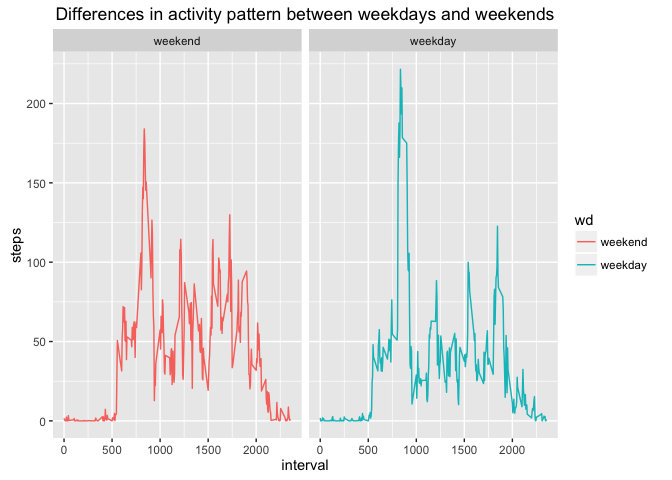 Differences in activity pattern between weekdays and weekends
weekend
weekday
200
150
100
50
0
steps
0 500 1000 1500 2000
0 500 1000 1500 2000
interval
wd
weekend
weekday